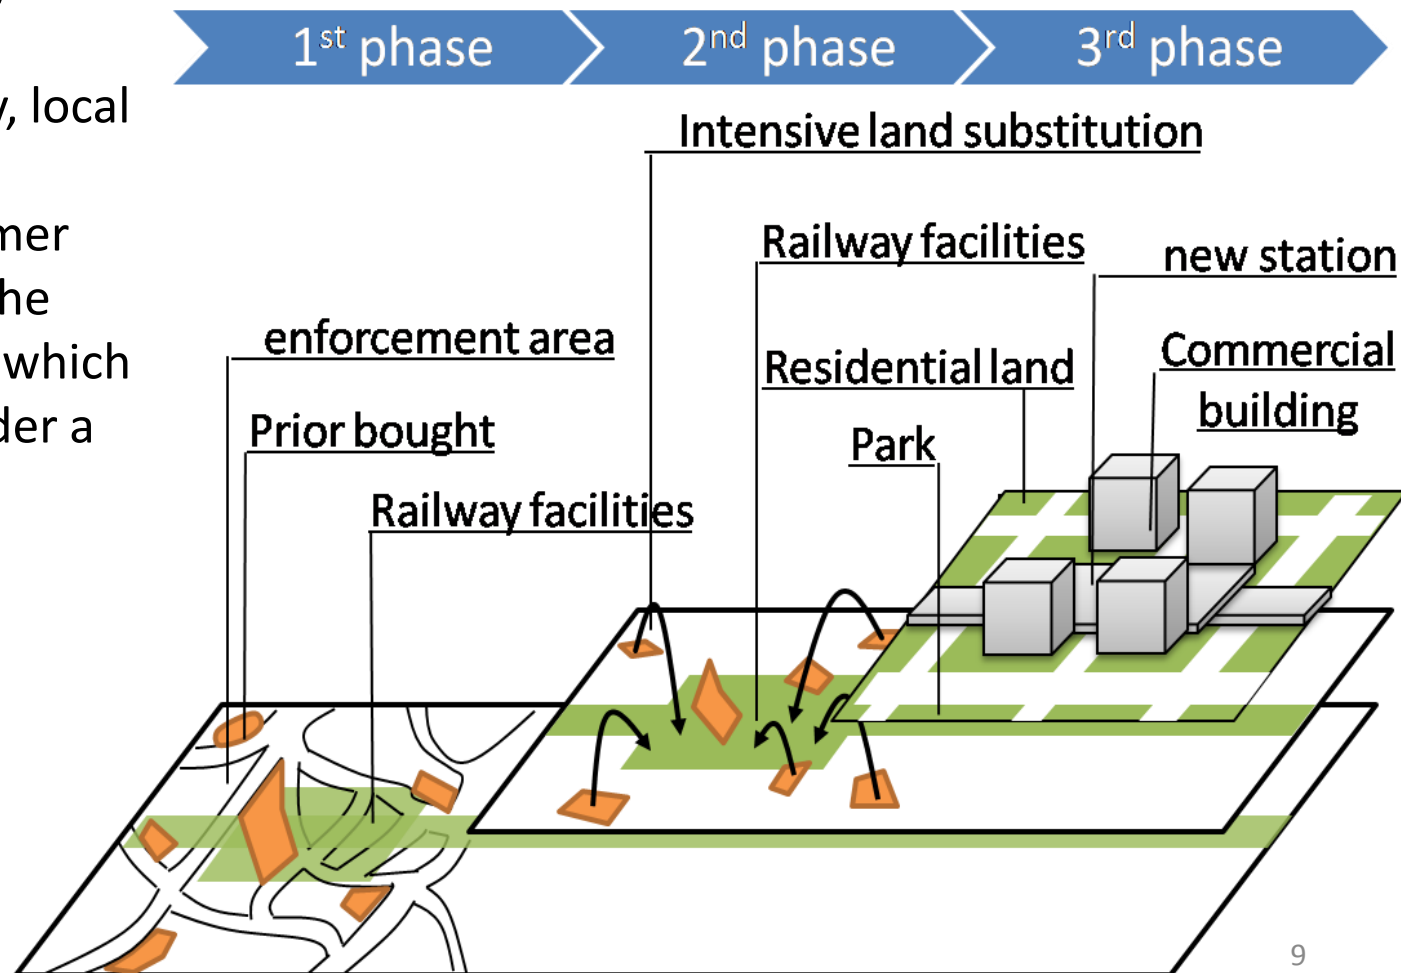 1st phase
2nd phase
3rd phase
, local
Intensive land substitution
mer
Railway facilities
new station
he
enforcement area
which
Residential land
Commercial
building
der a
Prior bought
Park
Railway facilities
9